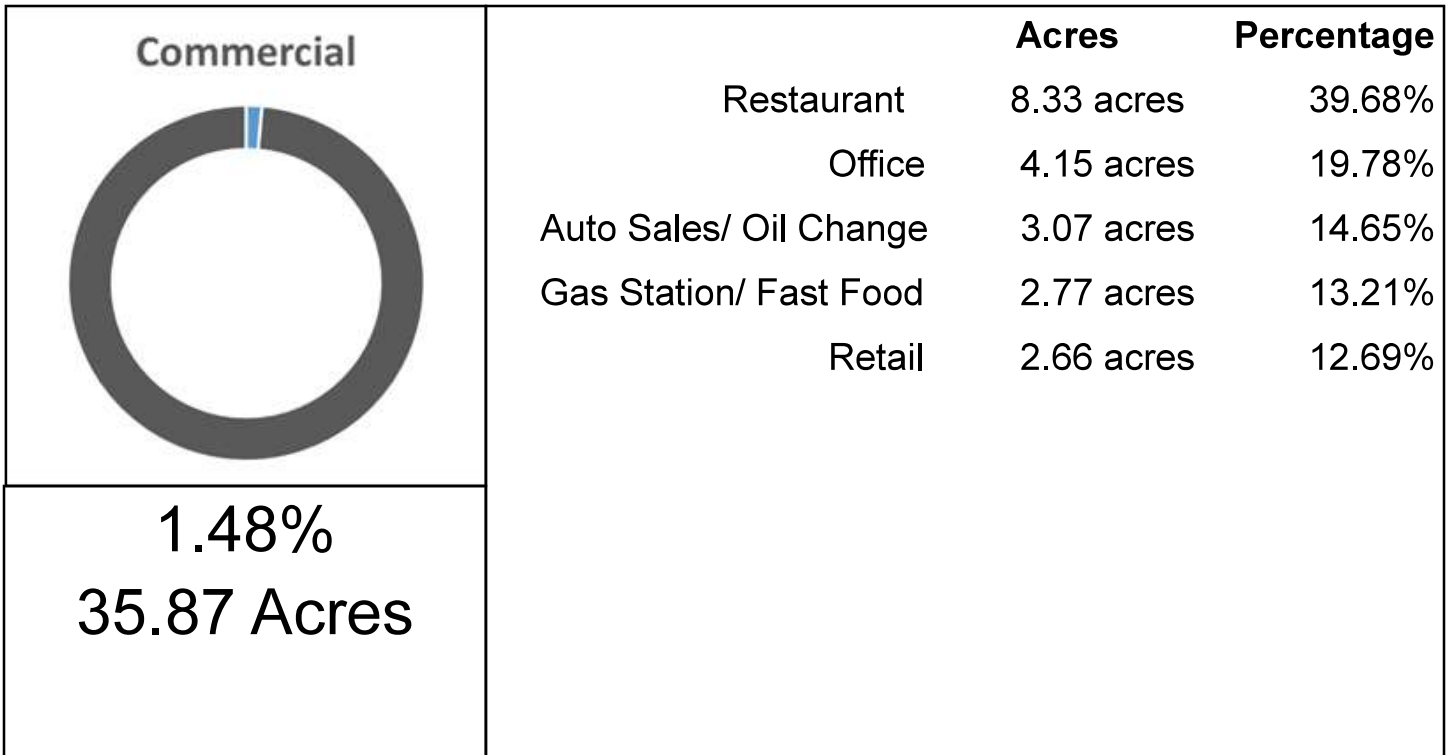 Commercial
1.48%
35.87 Acres
Acres Percentage
Restaurant 8.33 acres 39.68%
Office 4.15 acres 19.78%
Auto Sales/ Oil Change 3.07 acres 14.65%
Gas Station/ Fast Food 2.77 acres 13.21%
Retail 2.66 acres 12.69%